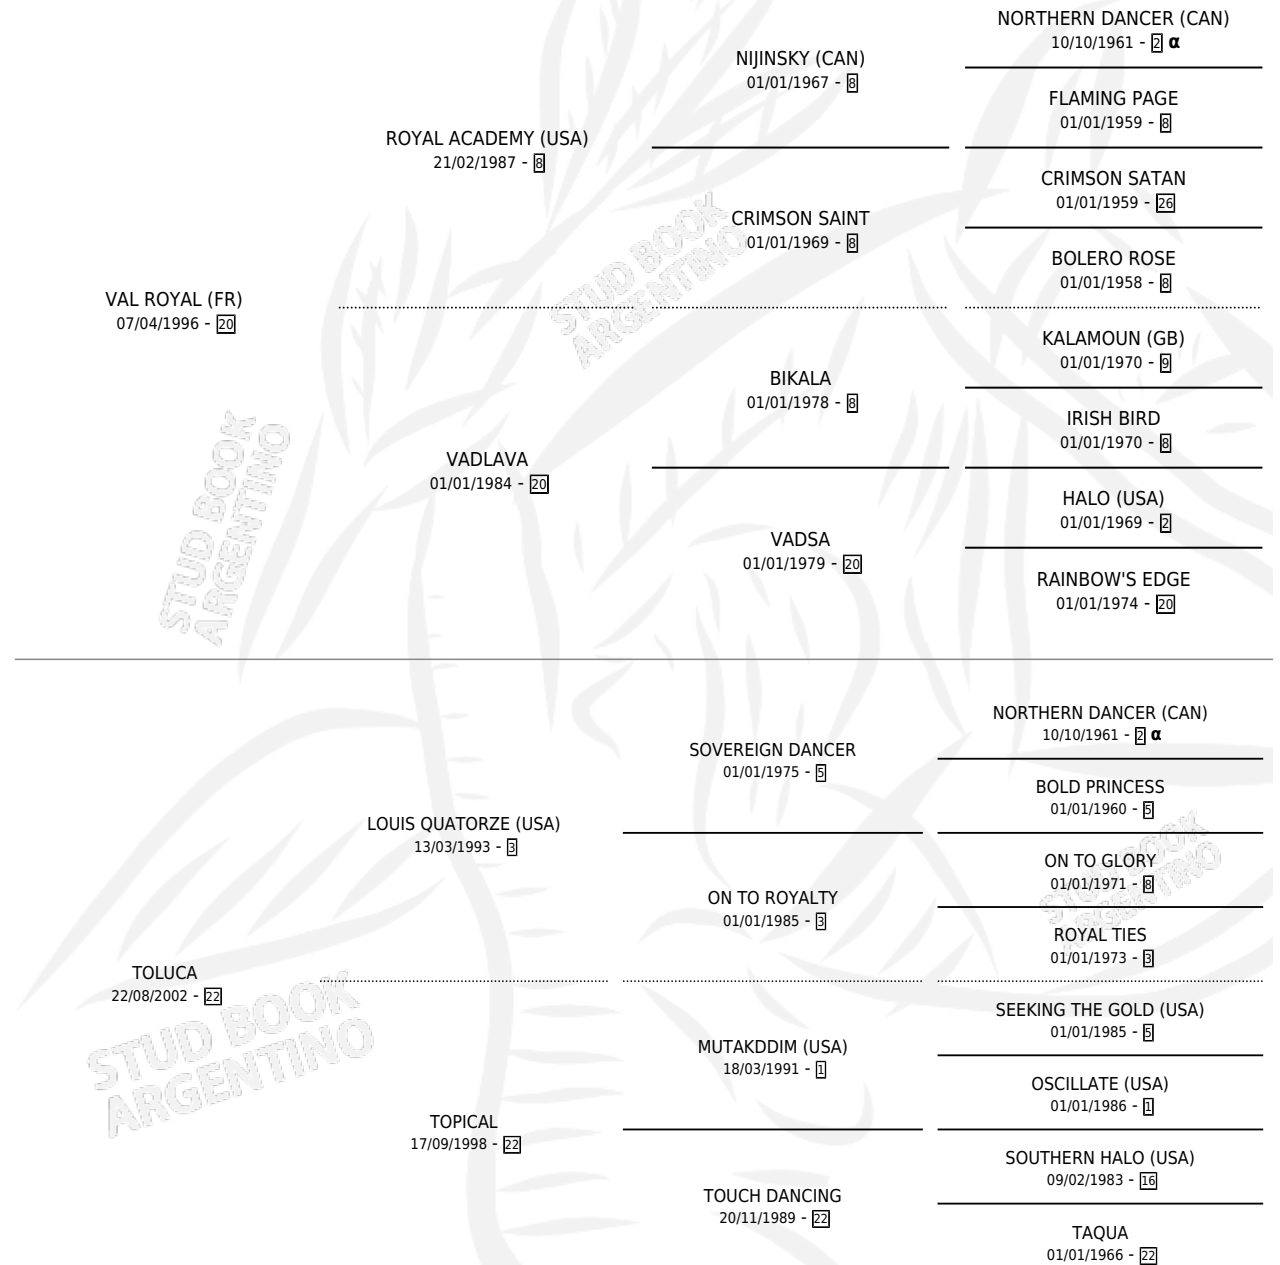 NORTHERN DANCER (CAN)
10/10/1961 - 2 α
NIJINSKY (CAN)
01/01/1967 - 8
FLAMING PAGE
01/01/1959 - 8
ROYAL ACADEMY (USA)
21/02/1987 - 8
CRIMSON SATAN
01/01/1959 - 26
CRIMSON SAINT
01/01/1969 - 8
BOLERO ROSE
01/01/1958 - 8
VAL ROYAL (FR)
07/04/1996 - 20
STUD BOOK
ARGENTINO
KALAMOUN (GB)
01/01/1970 - 9
BIKALA
01/01/1978 - 8
IRISH BIRD
01/01/1970 - 8
VADLAVA
01/01/1984 - 20
HALO (USA)
01/01/1969 - 2
VADSA
01/01/1979 - 20
RAINBOW'S EDGE
01/01/1974 - 20
STUD BOOK
ARGENTINO
NORTHERN DANCER (CAN)
10/10/1961 - 2 α
SOVEREIGN DANCER
01/01/1975 - 5
BOLD PRINCESS
01/01/1960 - 5
LOUIS QUATORZE (USA)
13/03/1993 - 3
ON TO GLORY
01/01/1971 - 8
ON TO ROYALTY
01/01/1985 - 3
ROYAL TIES
01/01/1973 - 3
STUD BOOK
ARGENTINO
TOLUCA
22/08/2002 - 22
STUD BOOK
ARGENTINO
SEEKING THE GOLD (USA)
01/01/1985 - 5
MUTAKDDIM (USA)
18/03/1991 - 1
OSCILLATE (USA)
01/01/1986 - 1
TOPICAL
17/09/1998 - 22
SOUTHERN HALO (USA)
09/02/1983 - 16
TOUCH DANCING
20/11/1989 - 22
TAQUA
01/01/1966 - 22